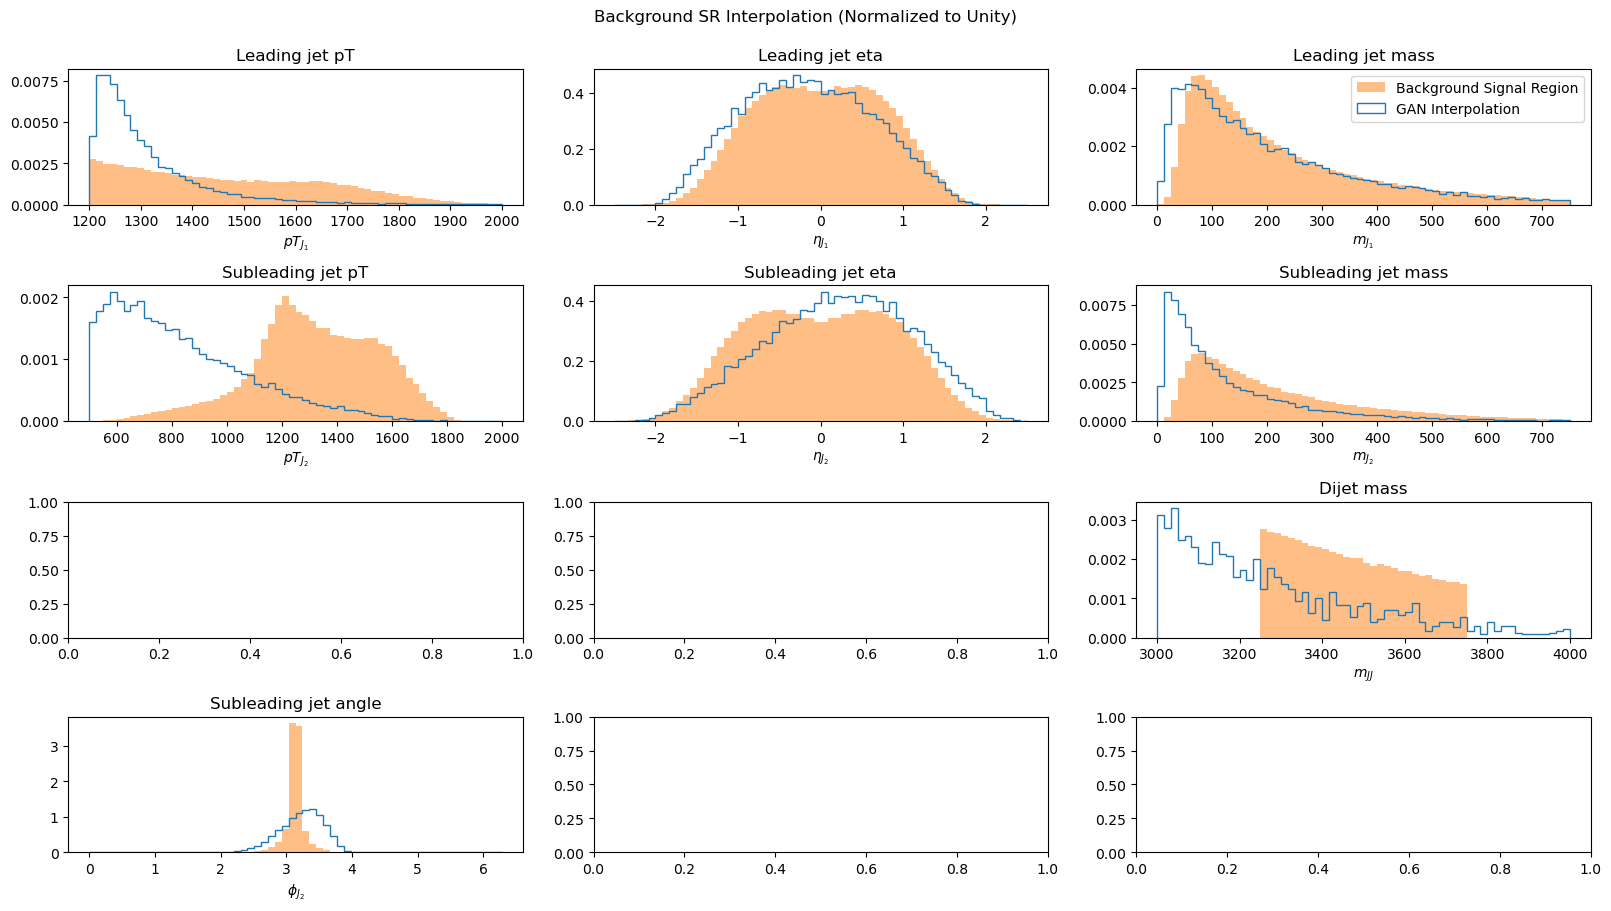 Background SR Interpolation (Normalized to Unity)
Leading jet pT
Leading jet eta
Leading jet mass
0.0075
0.0050
0.0025
0.0000
1200 1300 1400 1500 1600 1700 1800 1900 2000
pT_{J_1}
0.4
0.2
0.0
−2 −1 0 1 2
η_{J_1}
0.004
0.002
0.000
Background Signal Region
GAN Interpolation
0 100 200 300 400 500 600 700
m_{J_1}
Subleading jet pT
Subleading jet eta
Subleading jet mass
0.002
0.001
0.000
600 800 1000 1200 1400 1600 1800 2000
pT_{J_2}
0.4
0.2
0.0
−2 −1 0 1 2
η_{J_2}
0.0075
0.0050
0.0025
0.0000
0 100 200 300 400 500 600 700
m_{J_2}
1.00
0.75
0.50
0.25
0.00
0.0 0.2 0.4 0.6 0.8 1.0
1.00
0.75
0.50
0.25
0.00
0.0 0.2 0.4 0.6 0.8 1.0
Dijet mass
0.003
0.002
0.001
0.000
3000 3200 3400 3600 3800 4000
m_{JJ}
Subleading jet angle
3
2
1
0
0 1 2 3 4 5 6
ϕ_{J_2}
1.00
0.75
0.50
0.25
0.00
0.0 0.2 0.4 0.6 0.8 1.0
1.00
0.75
0.50
0.25
0.00
0.0 0.2 0.4 0.6 0.8 1.0